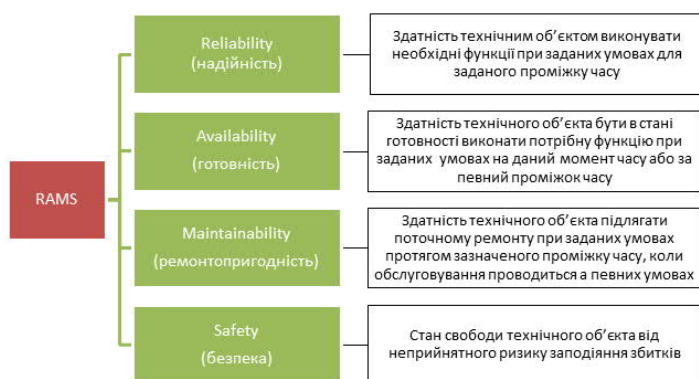 RAMS
Reliability
(надійність)
Здатність технічним об’єктом виконувати
необхідні функції при заданих умовах для
заданого проміжку часу
Availability
(готовність)
Здатність технічного об’єкта бути в стані
готовності виконати потрібну функцію при
заданих умовах на даний момент часу або за
певний проміжок часу
Maintainability
(ремонтопригодність)
Здатність технічного об’єкта підлягати
поточному ремонту при заданих умовах
протягом зазначеного проміжку часу, коли
обслуговування проводиться а певних умовах
Safety
(безпека)
Стан свободи технічного об’єкта від
неприйнятного ризику заподіяння збитків